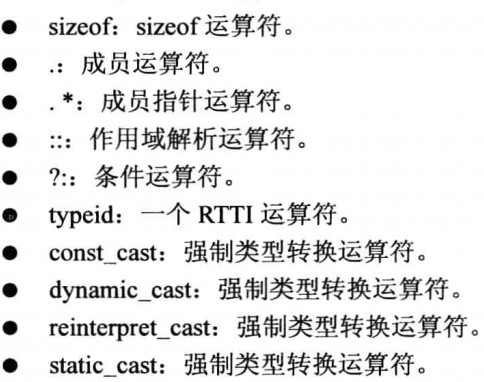 ● sizeof：sizeof 运算符。
● .：成员运算符。
● . *：成员指针运算符。
● ::：作用域解析运算符。
● ?:：条件运算符。
● typeid：一个 RTTI 运算符。
● const_cast：强制类型转换运算符。
● dynamic_cast：强制类型转换运算符。
● reinterpret_cast：强制类型转换运算符。
● static_cast：强制类型转换运算符。